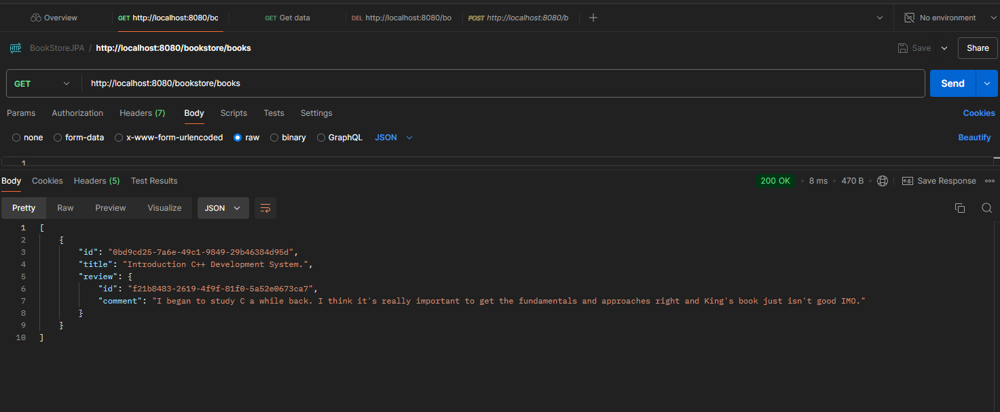 Overview GET http://localhost:8080/bo GET Get data DEL http://localhost:8080/bo POST http://localhost:8080/b No environment
HTTP BookStoreJPA / http://localhost:8080/bookstore/books Save Share
GET http://localhost:8080/bookstore/books Send
Params Authorization Headers (7) Body Scripts Tests Settings Cookies
none form-data x-www-form-urlencoded raw binary GraphQL JSON Beautify
1
Body Cookies Headers (5) Test Results 200 OK • 8 ms • 470 B • e.g. Save Response
Pretty Raw Preview Visualize JSON
1 [
2 {
3 "id": "0bd9cd25-7a6e-49c1-9849-29b46384d95d",
4 "title": "Introduction C++ Development System.",
5 "review": {
6 "id": "f21b8483-2619-4f9f-81f0-5a52e0673ca7",
7 "comment": "I began to study C a while back. I think it's really important to get the fundamentals and approaches right and King's book just isn't good IMO."
8 }
9 }
10 ]